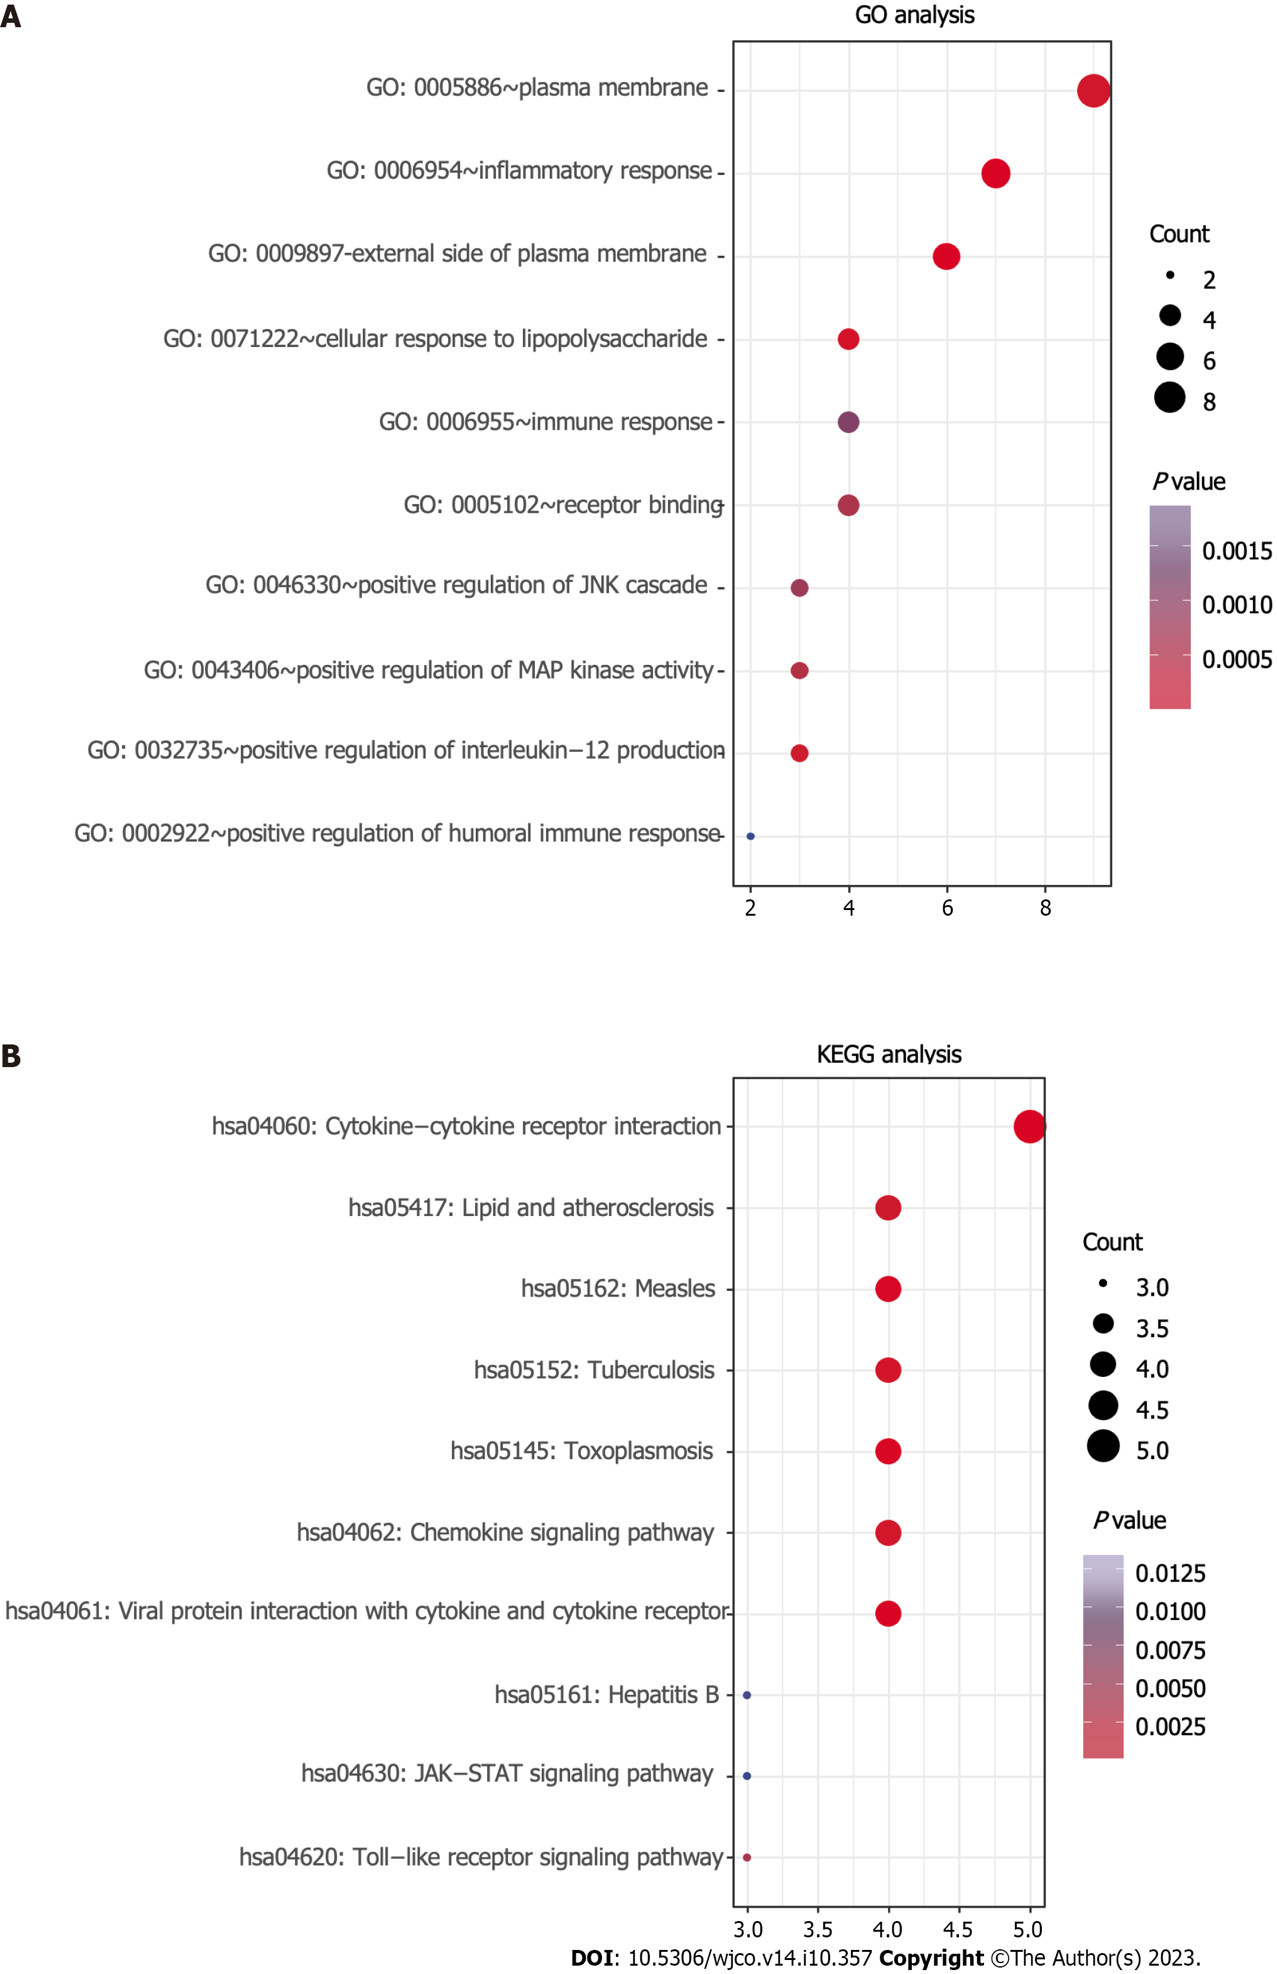 A
GO analysis
GO: 0005886~plasma membrane
GO: 0006954~inflammatory response
GO: 0009897-external side of plasma membrane
GO: 0071222~cellular response to lipopolysaccharide
GO: 0006955~immune response
GO: 0005102~receptor binding
GO: 0046330~positive regulation of JNK cascade
GO: 0043406~positive regulation of MAP kinase activity
GO: 0032735~positive regulation of interleukin−12 production
GO: 0002922~positive regulation of humoral immune response
2 4 6 8
Count
2
4
6
8
P value
0.0015
0.0010
0.0005
B
KEGG analysis
hsa04060: Cytokine−cytokine receptor interaction
hsa05417: Lipid and atherosclerosis
hsa05162: Measles
hsa05152: Tuberculosis
hsa05145: Toxoplasmosis
hsa04062: Chemokine signaling pathway
hsa04061: Viral protein interaction with cytokine and cytokine receptor
hsa05161: Hepatitis B
hsa04630: JAK−STAT signaling pathway
hsa04620: Toll−like receptor signaling pathway
3.0 3.5 4.0 4.5 5.0
Count
3.0
3.5
4.0
4.5
5.0
P value
0.0125
0.0100
0.0075
0.0050
0.0025
DOI: 10.5306/wjco.v14.i10.357 Copyright ©The Author(s) 2023.